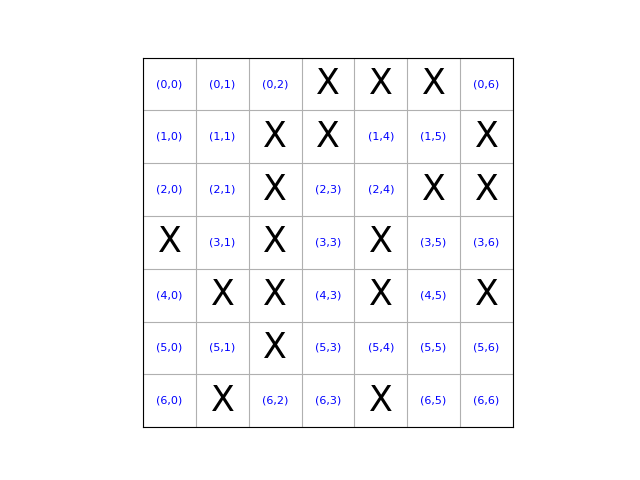 (0,0) (0,1) (0,2) X X X (0,6)
(1,0) (1,1) X X (1,4) (1,5) X
(2,0) (2,1) X (2,3) (2,4) X X
X (3,1) X (3,3) X (3,5) (3,6)
(4,0) X X (4,3) X (4,5) X
(5,0) (5,1) X (5,3) (5,4) (5,5) (5,6)
(6,0) X (6,2) (6,3) X (6,5) (6,6)